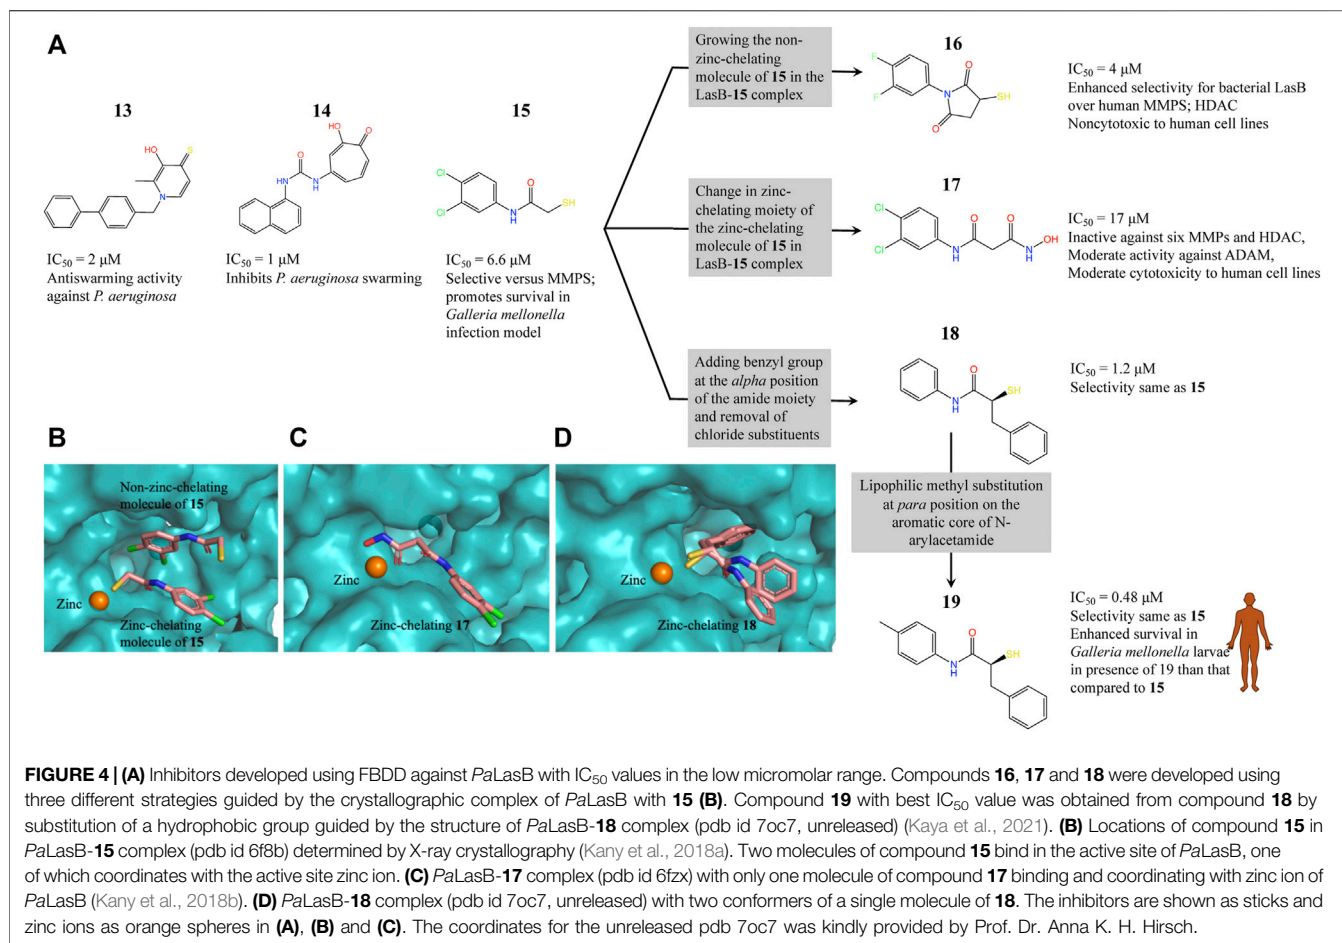 A
13
HO
S
N
IC50 = 2 μM
Antiswarming activity
against P. aeruginosa
14
HO
O
O
NH
NH
IC50 = 1 μM
Inhibits P. aeruginosa swarming
15
Cl
Cl
O
NH
SH
IC50 = 6.6 μM
Selective versus MMPS;
promotes survival in
Galleria mellonella
infection model
Growing the non-
zinc-chelating
molecule of 15 in the
LasB-15 complex
16
F
F
O
N
SH
O
IC50 = 4 μM
Enhanced selectivity for bacterial LasB
over human MMPS; HDAC
Noncytotoxic to human cell lines
Change in zinc-
chelating moiety of
the zinc-chelating
molecule of 15 in
LasB-15 complex
17
Cl
Cl
O
O
NH
NH
OH
IC50 = 17 μM
Inactive against six MMPs and HDAC,
Moderate activity against ADAM,
Moderate cytotoxicity to human cell lines
Adding benzyl group
at the alpha position
of the amide moiety
and removal of
chloride substituents
18
O
SH
NH
IC50 = 1.2 μM
Selectivity same as 15
Lipophilic methyl substitution
at para position on the
aromatic core of N-
arylacetamide
19
O
SH
NH
IC50 = 0.48 μM
Selectivity same as 15
Enhanced survival in
Galleria mellonella larvae
in presence of 19 than that
compared to 15
B
Non-zinc-chelating
molecule of 15
Zinc
Zinc-chelating
molecule of 15
C
Zinc
Zinc-chelating 17
D
Zinc
Zinc-chelating 18
FIGURE 4 | (A) Inhibitors developed using FBDD against PaLasB with IC50 values in the low micromolar range. Compounds 16, 17 and 18 were developed using
three different strategies guided by the crystallographic complex of PaLasB with 15 (B). Compound 19 with best IC50 value was obtained from compound 18 by
substitution of a hydrophobic group guided by the structure of PaLasB-18 complex (pdb id 7oc7, unreleased) (Kaya et al., 2021). (B) Locations of compound 15 in
PaLasB-15 complex (pdb id 6f8b) determined by X-ray crystallography (Kany et al., 2018a). Two molecules of compound 15 bind in the active site of PaLasB, one
of which coordinates with the active site zinc ion. (C) PaLasB-17 complex (pdb id 6fzx) with only one molecule of compound 17 binding and coordinating with zinc ion of
PaLasB (Kany et al., 2018b). (D) PaLasB-18 complex (pdb id 7oc7, unreleased) with two conformers of a single molecule of 18. The inhibitors are shown as sticks and
zinc ions as orange spheres in (A), (B) and (C). The coordinates for the unreleased pdb 7oc7 was kindly provided by Prof. Dr. Anna K. H. Hirsch.